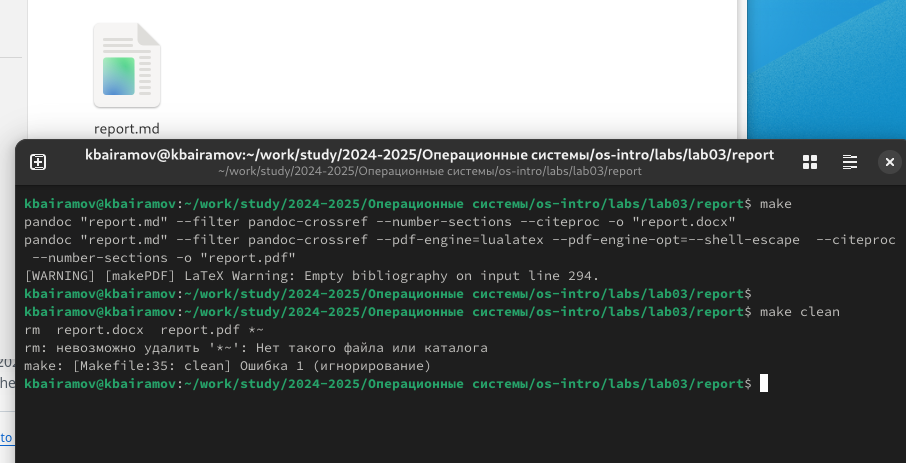 report.md
kbairamov@kbairamov:~/work/study/2024-2025/Операционные системы/os-intro/labs/lab03/report
~/work/study/2024-2025/Операционные системы/os-intro/labs/lab03/report
kbairamov@kbairamov:~/work/study/2024-2025/Операционные системы/os-intro/labs/lab03/report$ make
pandoc "report.md" --filter pandoc-crossref --number-sections --citeproc -o "report.docx"
pandoc "report.md" --filter pandoc-crossref --pdf-engine=lualatex --pdf-engine-opt=--shell-escape  --citeproc
 --number-sections -o "report.pdf"
[WARNING] [makePDF] LaTeX Warning: Empty bibliography on input line 294.
kbairamov@kbairamov:~/work/study/2024-2025/Операционные системы/os-intro/labs/lab03/report$
kbairamov@kbairamov:~/work/study/2024-2025/Операционные системы/os-intro/labs/lab03/report$ make clean
rm  report.docx  report.pdf *~
rm: невозможно удалить '*~': Нет такого файла или каталога
make: [Makefile:35: clean] Ошибка 1 (игнорирование)
kbairamov@kbairamov:~/work/study/2024-2025/Операционные системы/os-intro/labs/lab03/report$
to